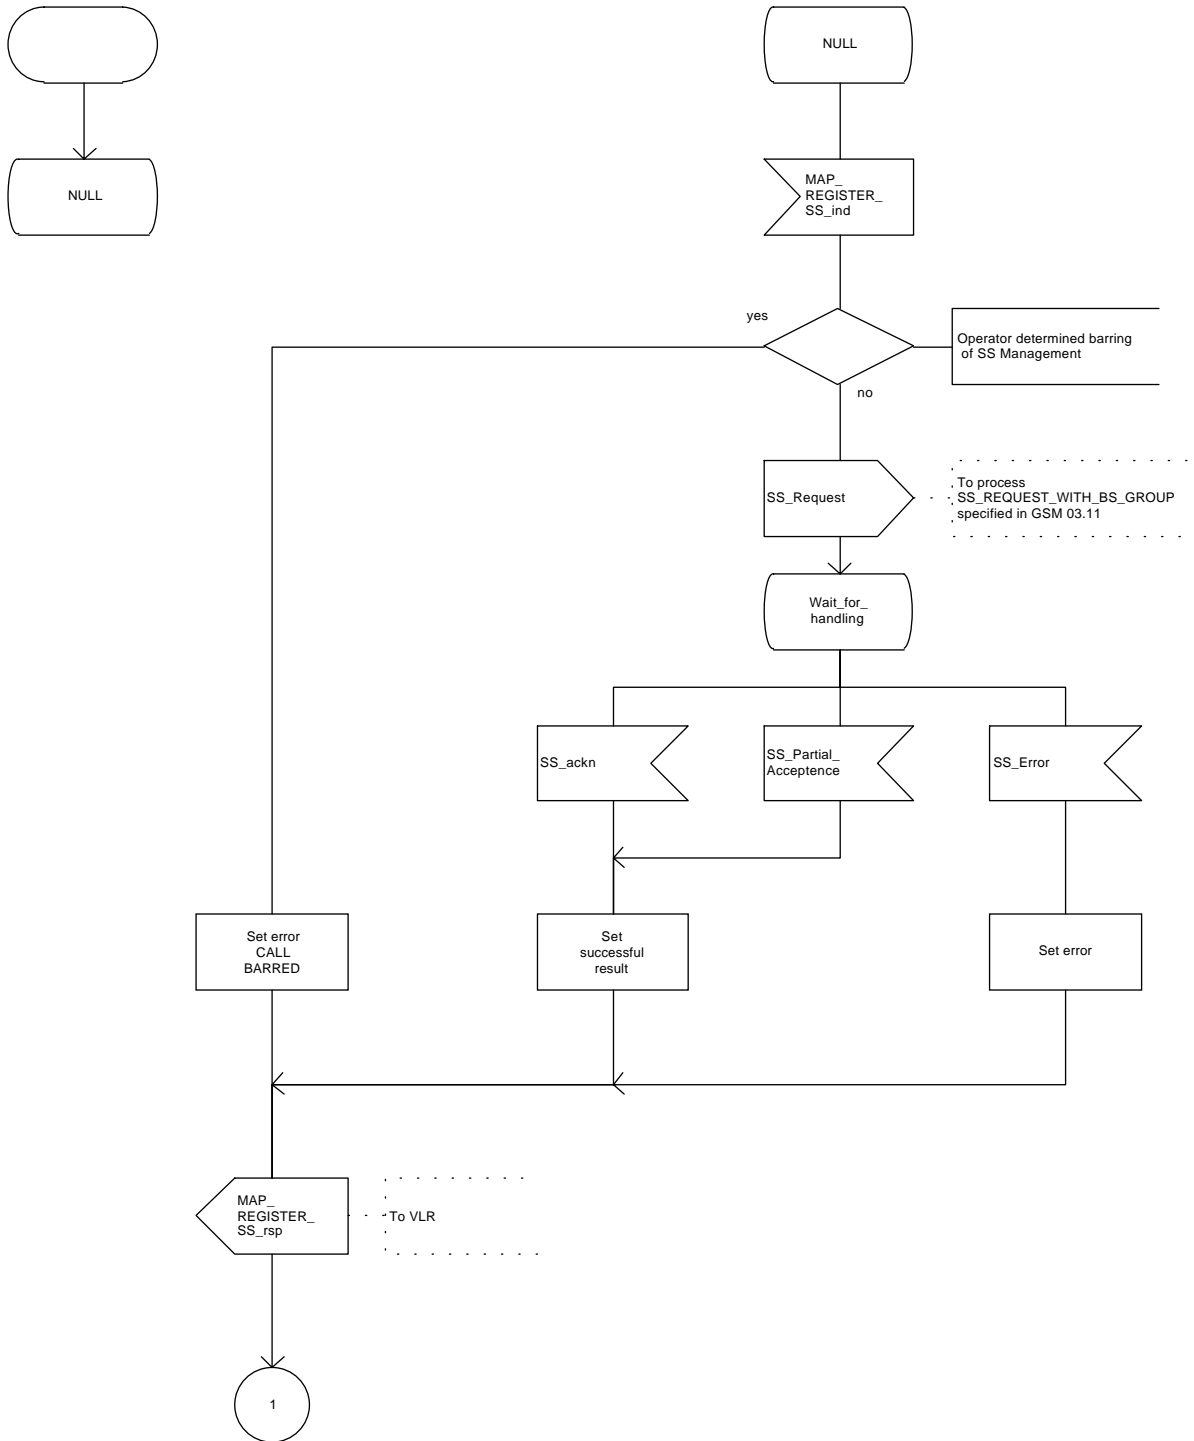 NULL
NULL
MAP_
REGISTER_
SS_ind
yes
Operator determined barring
of SS Management
no
SS_Request
To process
SS_REQUEST_WITH_BS_GROUP
specified in GSM 03.11
Wait_for_
handling
SS_ackn
SS_Partial_
Acceptence
SS_Error
Set error
CALL
BARRED
Set
successful
result
Set error
MAP_
REGISTER_
SS_rsp
To VLR
1